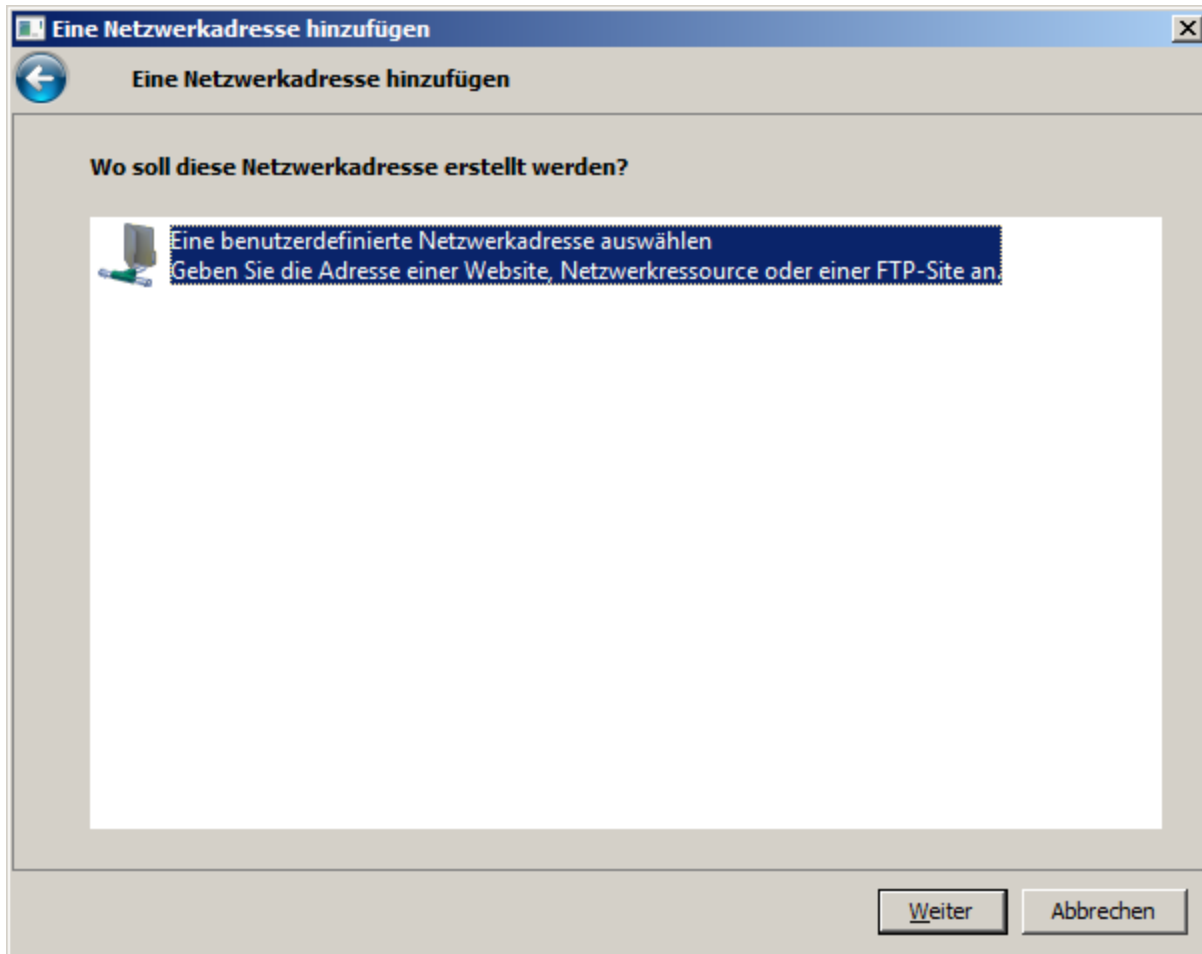 Eine Netzwerkadresse hinzufügen
Eine Netzwerkadresse hinzufügen
Wo soll diese Netzwerkadresse erstellt werden?
Eine benutzerdefinierte Netzwerkadresse auswählen
Geben Sie die Adresse einer Website, Netzwerkressource oder einer FTP-Site an.
Weiter
Abbrechen